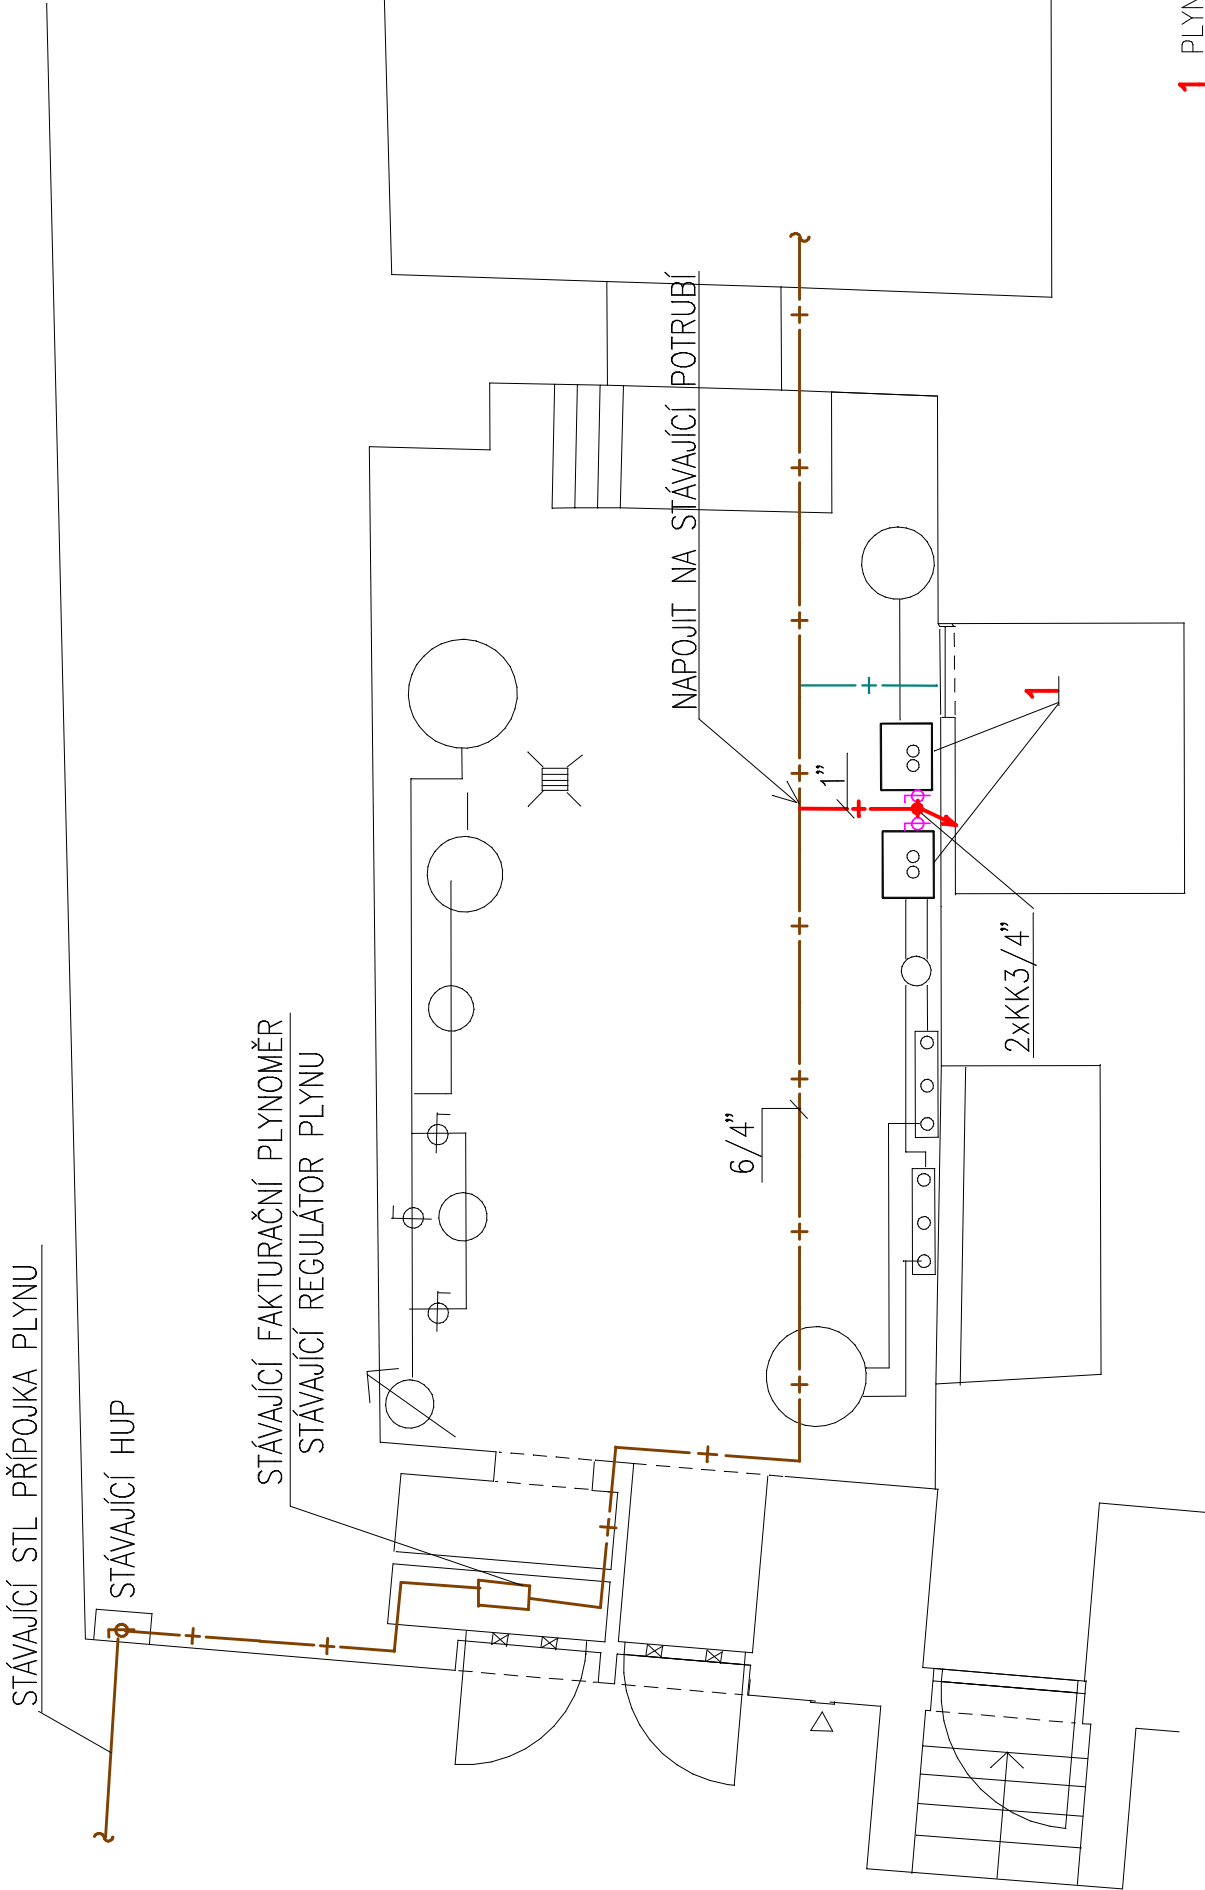 STÁVAJÍCÍ STL PŘÍPOJKA PLYNU
STÁVAJÍCÍ HUP
STÁVAJÍCÍ FAKTURAČNÍ PLYNOMĚR
STÁVAJÍCÍ REGULÁTOR PLYNU
NAPOJIT NA STÁVAJÍCÍ POTRUBÍ
6/4"
1"
2xKK3/4"
1
1 PLYN